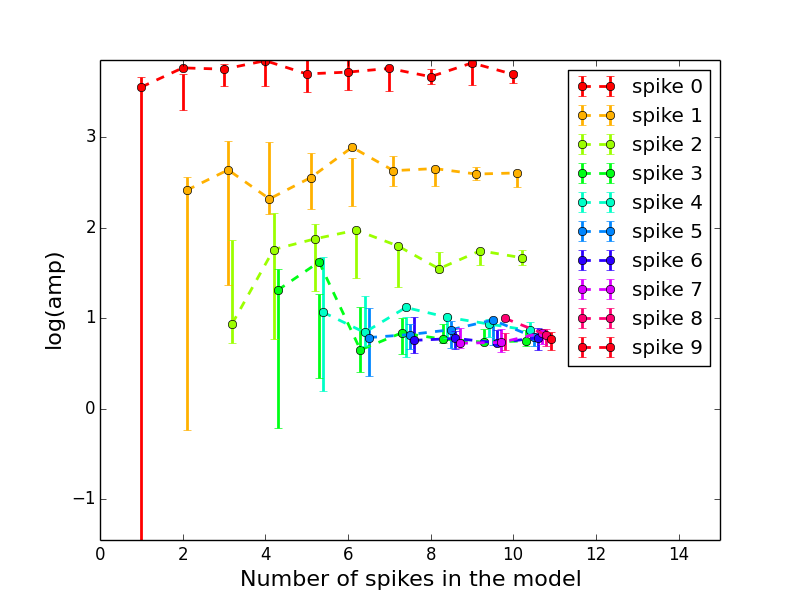 3
2
1
0
−1
0
2
4
6
8
10
12
14
log(amp)
Number of spikes in the model
spike 0
spike 1
spike 2
spike 3
spike 4
spike 5
spike 6
spike 7
spike 8
spike 9